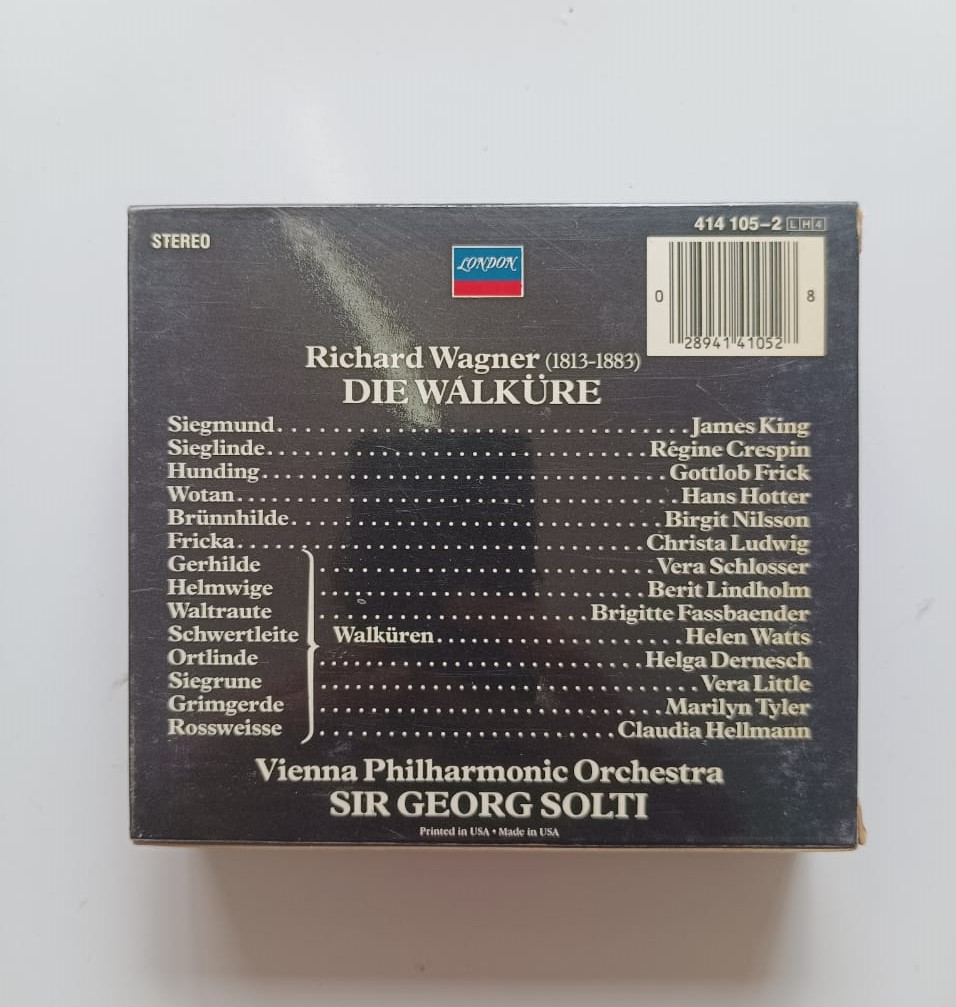 STEREO
LONDON
414 105-2 LH4
0 28941 41052 8
Richard Wagner (1813-1883)
DIE WÁLKÜRE
Siegmund. . . . . . . . . . . . . . . . . . . . . . . . . . . . . . . . . . . . . James King
Sieglinde. . . . . . . . . . . . . . . . . . . . . . . . . . . . . . . . . . Régine Crespin
Hunding. . . . . . . . . . . . . . . . . . . . . . . . . . . . . . . . . . . . Gottlob Frick
Wotan. . . . . . . . . . . . . . . . . . . . . . . . . . . . . . . . . . . . . . Hans Hotter
Brünnhilde. . . . . . . . . . . . . . . . . . . . . . . . . . . . . . . . . Birgit Nilsson
Fricka. . . . . . . . . . . . . . . . . . . . . . . . . . . . . . . . . . . . Christa Ludwig
Gerhilde . . . . . . . . . . . . . . . . . . . . . . . . . . . . . . Vera Schlosser
Helmwige . . . . . . . . . . . . . . . . . . . . . . . . . . . . . Berit Lindholm
Waltraute . . . . . . . . . . . . . . . . . . . . . . . . Brigitte Fassbaender
Schwertleite Walküren. . . . . . . . . . . . . . . . . . . . . . Helen Watts
Ortlinde . . . . . . . . . . . . . . . . . . . . . . . . . . . . . Helga Dernesch
Siegrune . . . . . . . . . . . . . . . . . . . . . . . . . . . . . . . . . . Vera Little
Grimgerde . . . . . . . . . . . . . . . . . . . . . . . . . . . . . . . Marilyn Tyler
Rossweisse . . . . . . . . . . . . . . . . . . . . . . . . . . . Claudia Hellmann
Vienna Philharmonic Orchestra
SIR GEORG SOLTI
Printed in USA • Made in USA